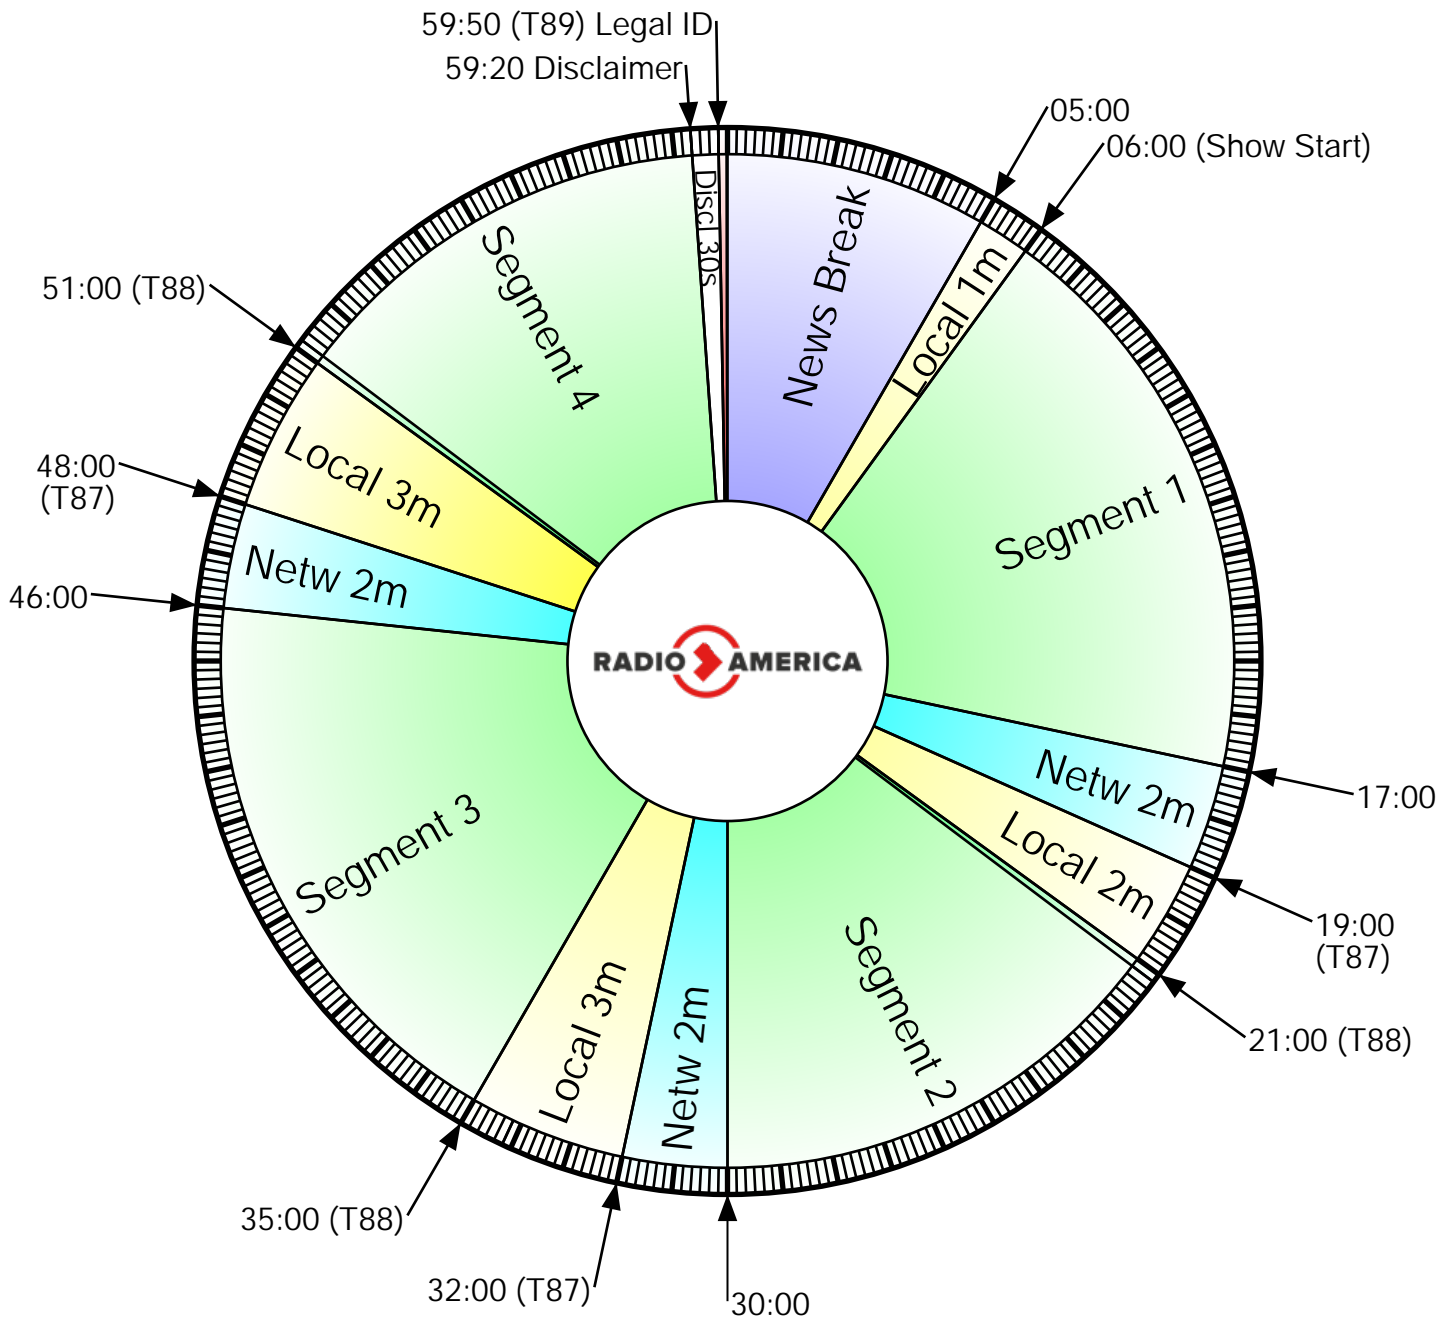 59:50 (T89) Legal ID
59:20 Disclaimer
05:00
06:00 (Show Start)
Discl 30s
News Break
Local 1m
Segment 1
Netw 2m
17:00
Local 2m
19:00
(T87)
21:00 (T88)
Segment 2
30:00
Netw 2m
32:00 (T87)
Local 3m
35:00 (T88)
Segment 3
46:00
Netw 2m
48:00
(T87)
Local 3m
51:00 (T88)
Segment 4
RADIO AMERICA